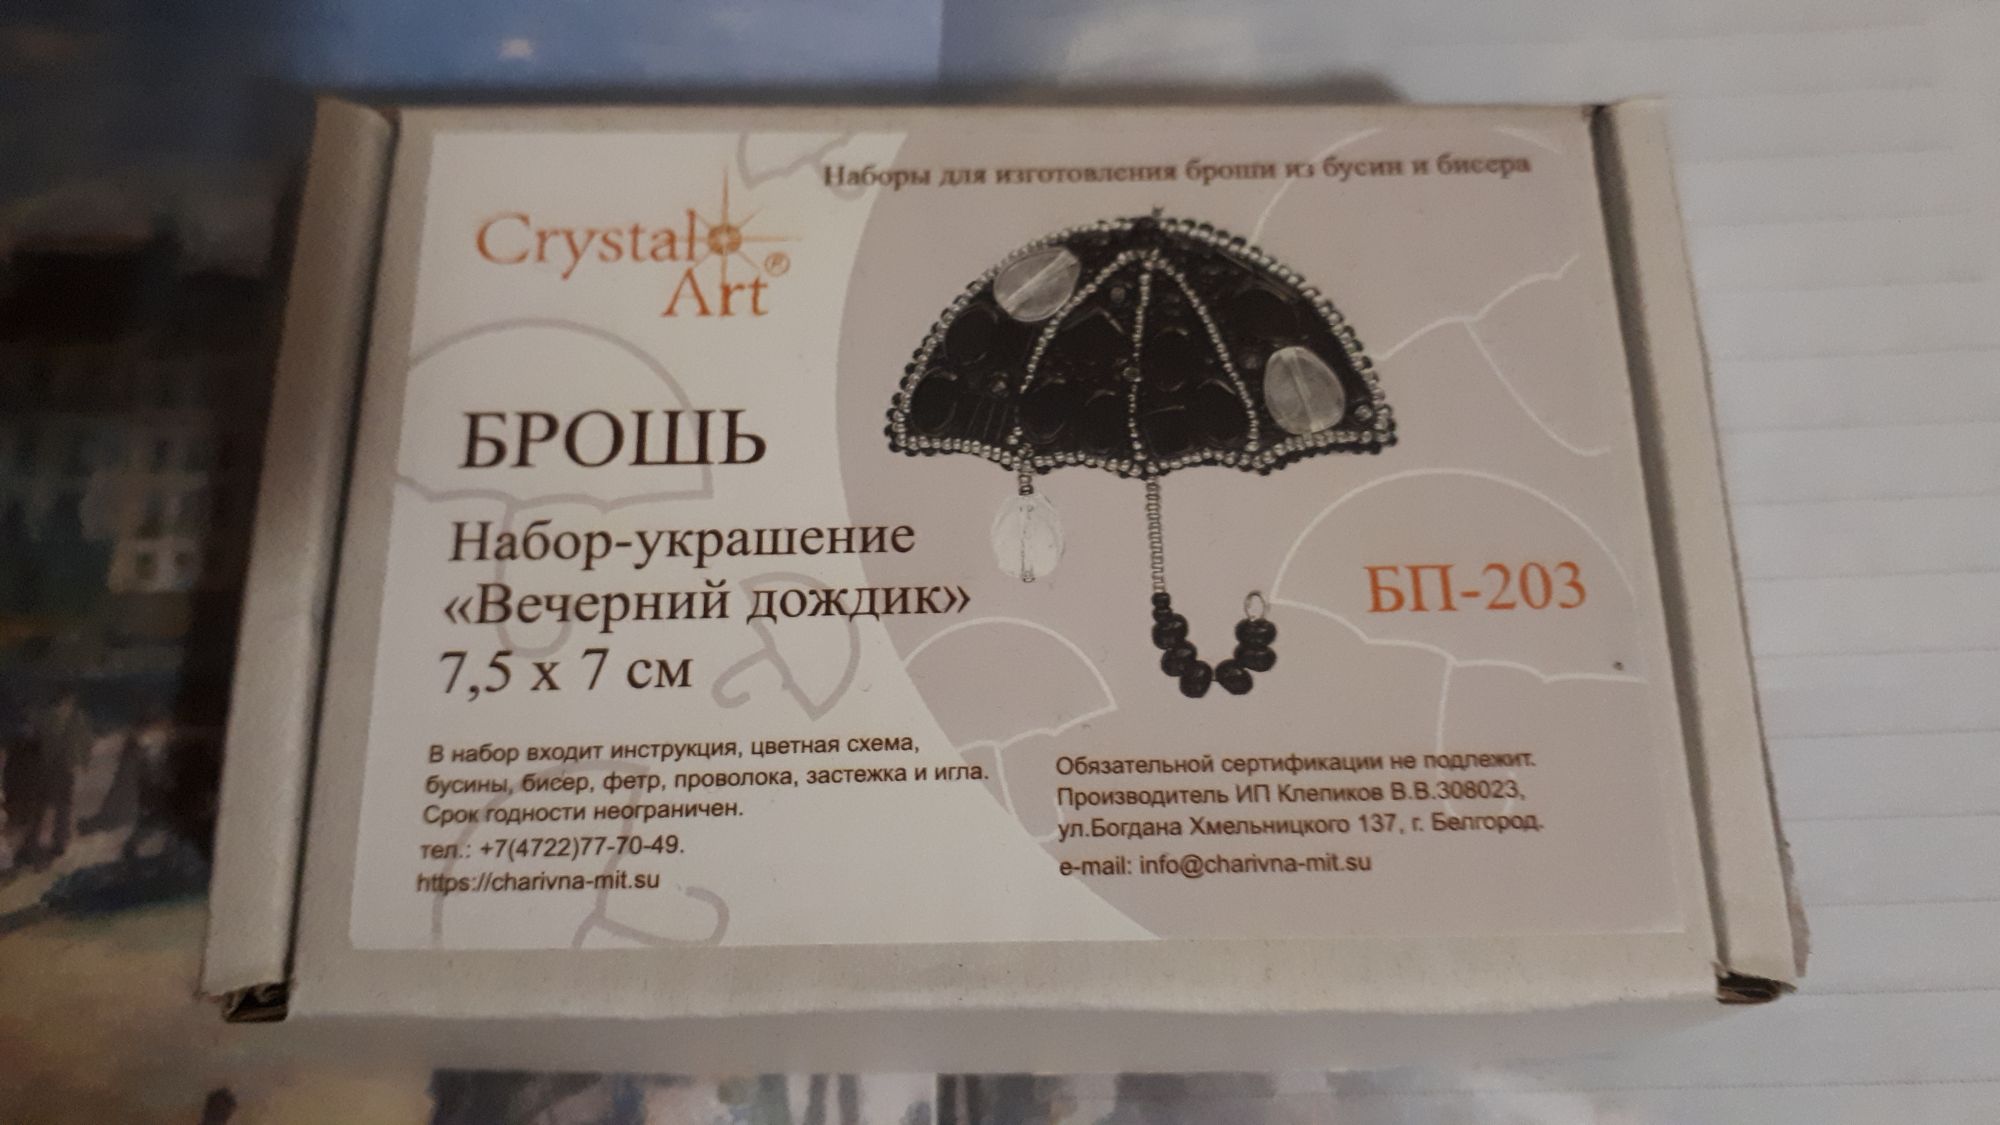 Наборы для изготовления броши из бусин и бисера
Crystal
Art®
БРОШЬ
Набор-украшение
«Вечерний дождик»
7,5 x 7 см
БП-203
В набор входит инструкция, цветная схема,
бусины, бисер, фетр, проволока, застежка и игла.
Срок годности неограничен.
тел.: +7(4722)77-70-49.
https://charivna-mit.su
Обязательной сертификации не подлежит.
Производитель ИП Клепиков В.В.308023,
ул.Богдана Хмельницкого 137, г. Белгород.
e-mail: info@charivna-mit.su